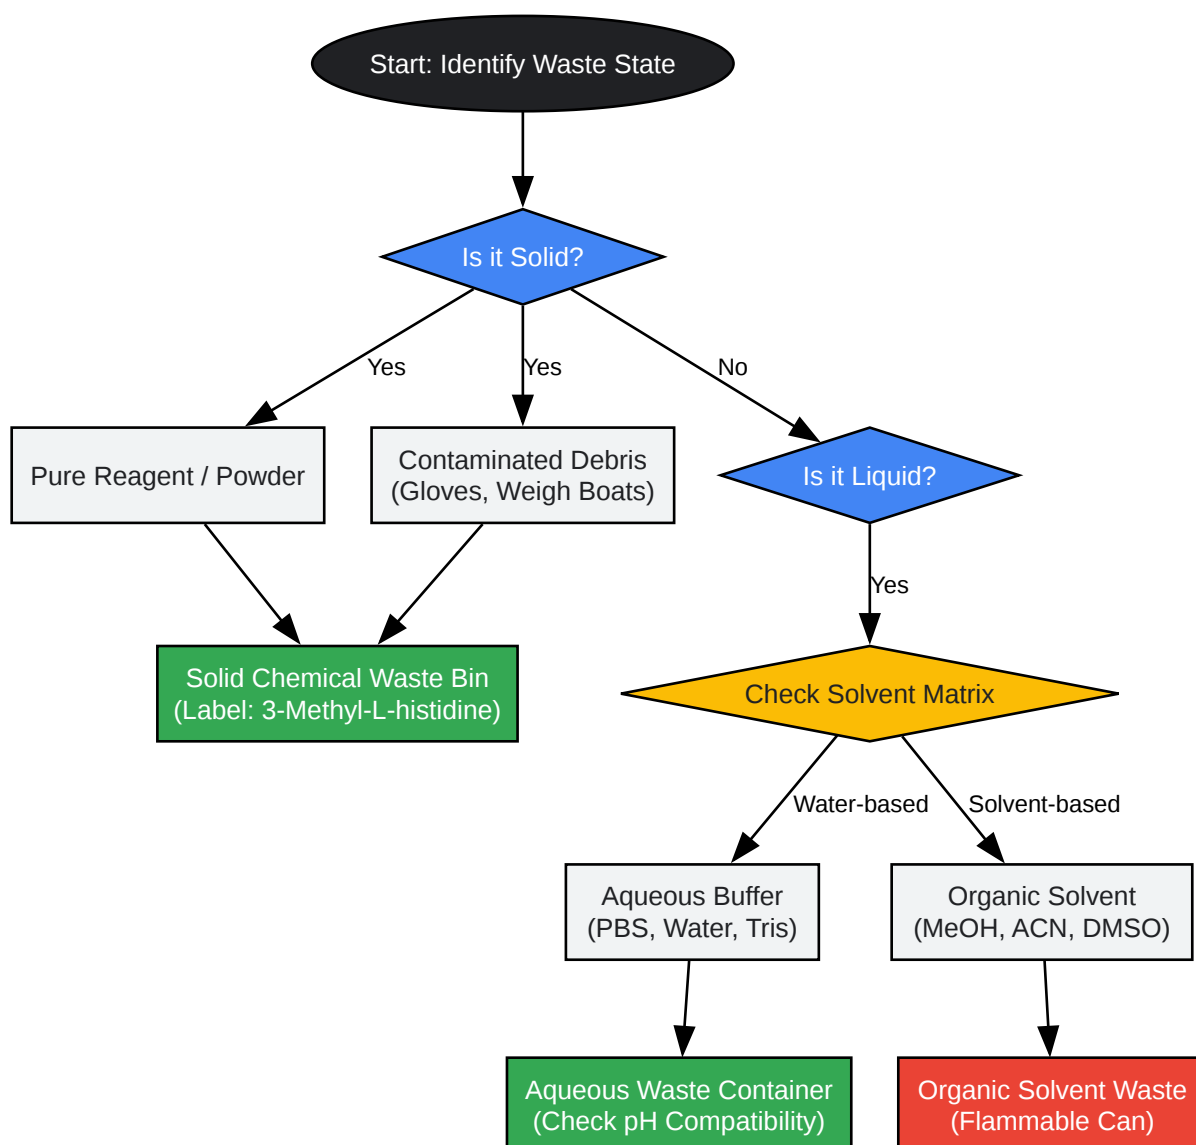 Start: Identify Waste State
Is it Solid?
Yes
Yes
No
Pure Reagent / Powder
Contaminated Debris
(Gloves, Weigh Boats)
Is it Liquid?
Yes
Solid Chemical Waste Bin
(Label: 3-Methyl-L-histidine)
Check Solvent Matrix
Water-based
Solvent-based
Aqueous Buffer
(PBS, Water, Tris)
Organic Solvent
(MeOH, ACN, DMSO)
Aqueous Waste Container
(Check pH Compatibility)
Organic Solvent Waste
(Flammable Can)